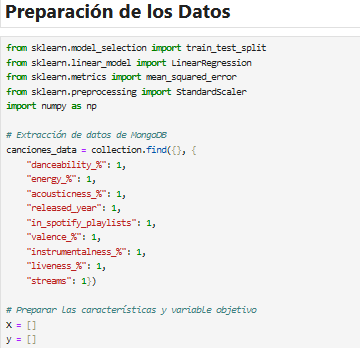 Preparación de los Datos
from sklearn.model_selection import train_test_split
from sklearn.linear_model import LinearRegression
from sklearn.metrics import mean_squared_error
from sklearn.preprocessing import StandardScaler
import numpy as np
# Extracción de datos de MongoDB
canciones_data = collection.find({}, {
"danceability_%": 1,
"energy_%": 1,
"acousticness_%": 1,
"released_year": 1,
"in_spotify_playlists": 1,
"valence_%": 1,
"instrumentalness_%": 1,
"liveness_%": 1,
"streams": 1})
# Preparar las características y variable objetivo
X = []
y = []